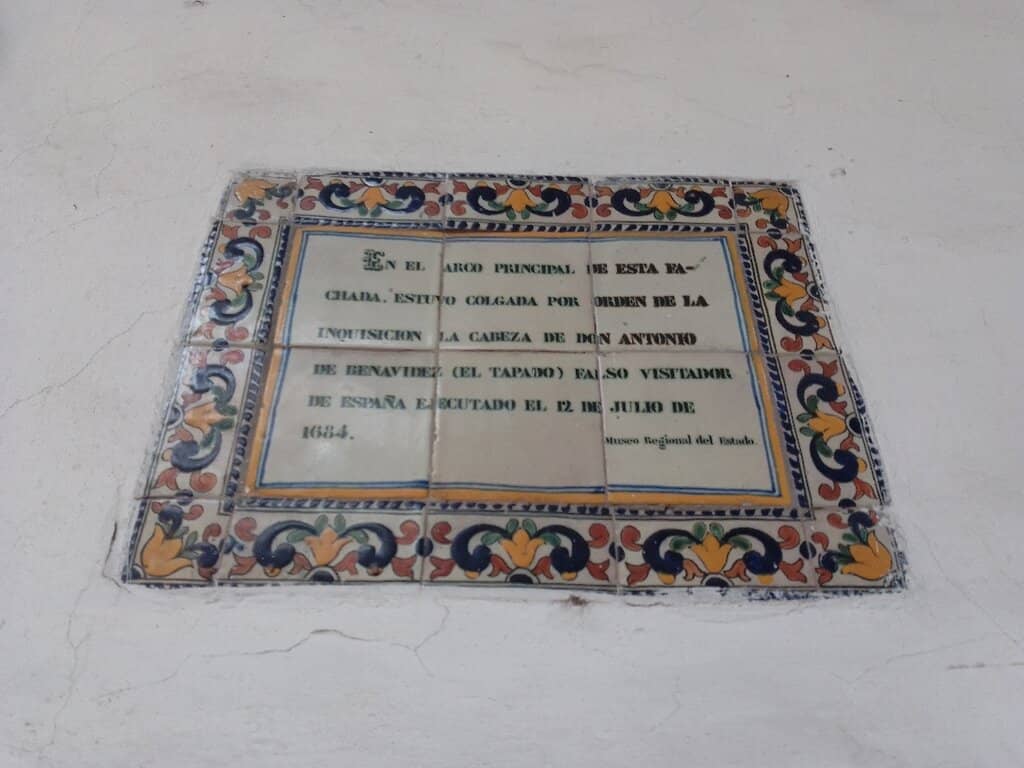 EN EL ARCO PRINCIPAL DE ESTA FA-
CHADA. ESTUVO COLGADA POR ORDEN DE LA
INQUISICION LA CABEZA DE DON ANTONIO
DE BENAVIDEZ (EL TAPADO) FALSO VISITADOR
DE ESPAÑA EJECUTADO EL 12 DE JULIO DE
1684.
Museo Regional del Estado.